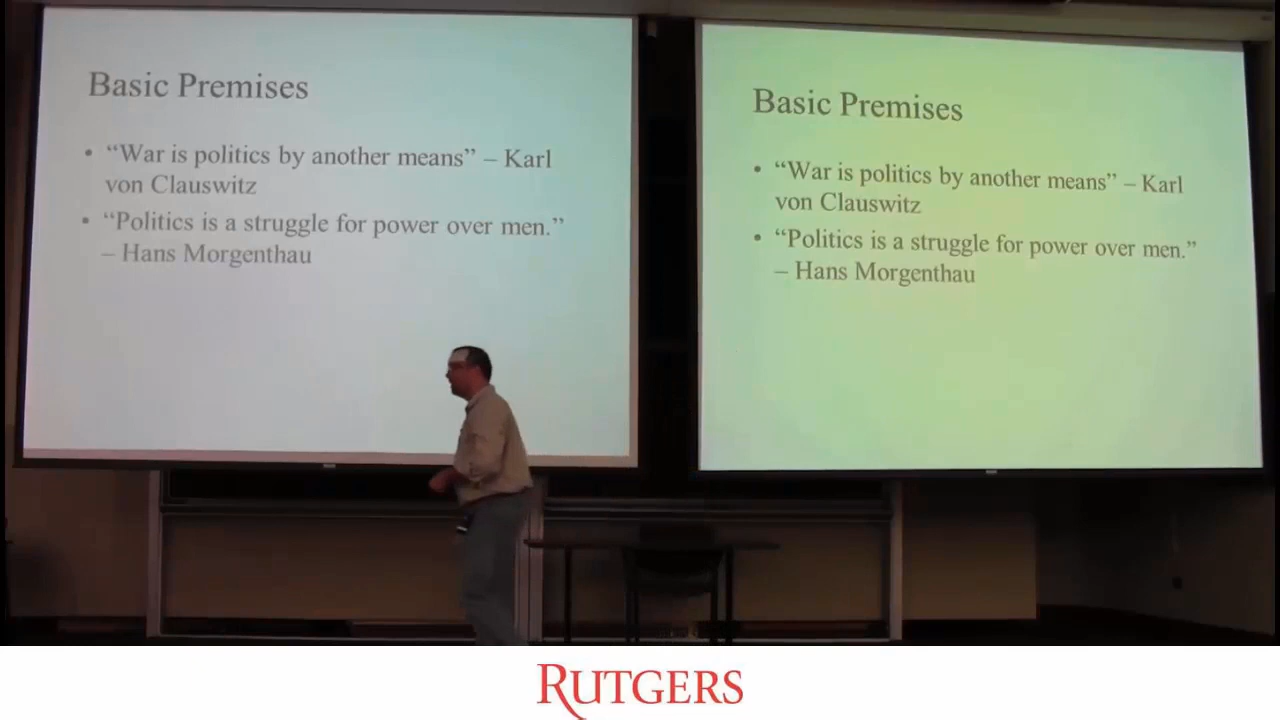 Basic Premises
• “War is politics by another means” – Karl
von Clauswitz
• “Politics is a struggle for power over men.”
– Hans Morgenthau
Basic Premises
• “War is politics by another means” – Karl
von Clauswitz
• “Politics is a struggle for power over men.”
– Hans Morgenthau
RUTGERS